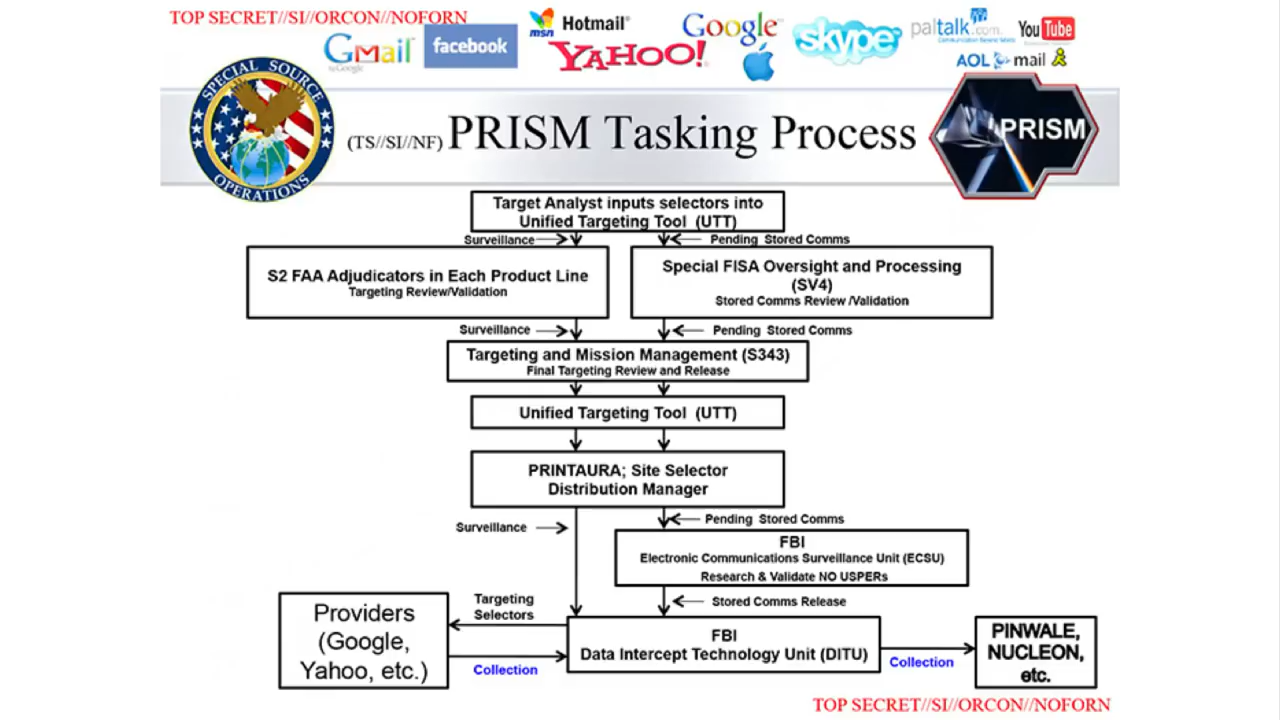 TOP SECRET//SI//ORCON//NOFORN
Gmail
by Google
facebook
msn Hotmail
YAHOO!
Google
skype
paltalk.com
Communication Beyond Words
YouTube
AOL mail
SPECIAL SOURCE
OPERATIONS
(TS//SI//NF) PRISM Tasking Process
PRISM
Target Analyst inputs selectors into
Unified Targeting Tool (UTT)
Surveillance
Pending Stored Comms
S2 FAA Adjudicators in Each Product Line
Targeting Review/Validation
Special FISA Oversight and Processing
(SV4)
Stored Comms Review /Validation
Surveillance
Pending Stored Comms
Targeting and Mission Management (S343)
Final Targeting Review and Release
Unified Targeting Tool (UTT)
PRINTAURA; Site Selector
Distribution Manager
Surveillance
Pending Stored Comms
FBI
Electronic Communications Surveillance Unit (ECSU)
Research & Validate NO USPERs
Stored Comms Release
Providers
(Google,
Yahoo, etc.)
Targeting
Selectors
Collection
FBI
Data Intercept Technology Unit (DITU)
Collection
PINWALE,
NUCLEON,
etc.
TOP SECRET//SI//ORCON//NOFORN